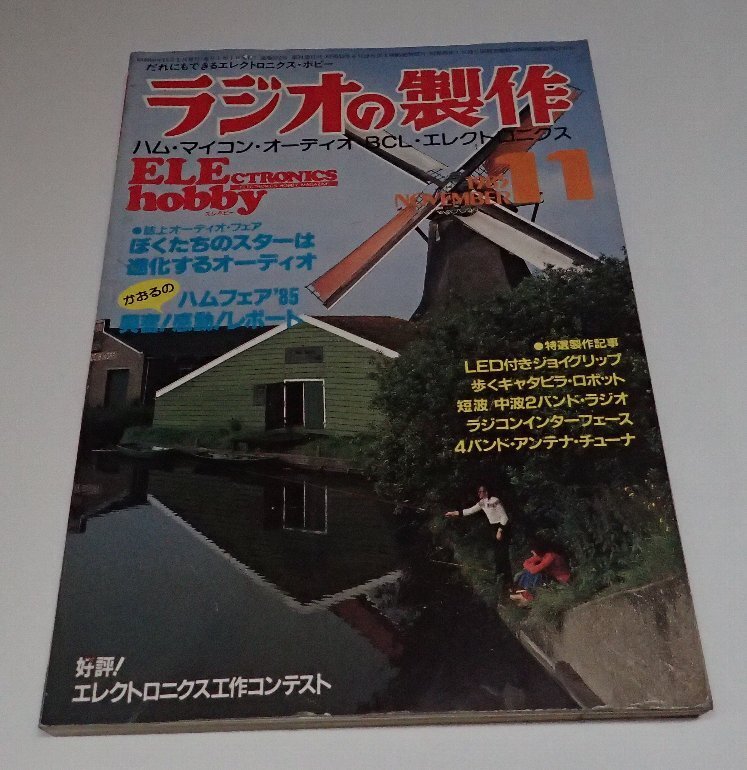 だれにもできるエレクトロニクス・ホビー
ラジオの製作
ハム・マイコン・オーディオ・BCL・エレクトロニクス
ELECTRONICS
hobby
1985
NOVEMBER 11
●誌上オーディオ・フェア
ぼくたちのスターは
進化するオーディオ
かおるの
ハムフェア'85
興奮!感動!レポート
●特選製作記事
LED付きジョイグリップ
歩くキャタピラ・ロボット
短波/中波2バンド・ラジオ
ラジコンインターフェース
4バンド・アンテナ・チューナ
好評!
エレクトロニクス工作コンテスト